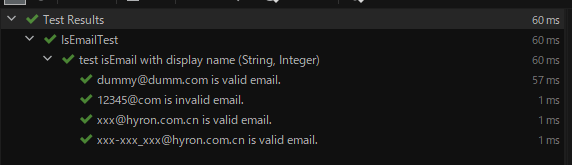 Test Results 60 ms
IsEmailTest 60 ms
test isEmail with display name (String, Integer) 60 ms
dummy@dumm.com is valid email. 57 ms
12345@com is invalid email. 1 ms
xxx@hyron.com.cn is valid email. 1 ms
xxx-xxx_xxx@hyron.com.cn is valid email. 1 ms